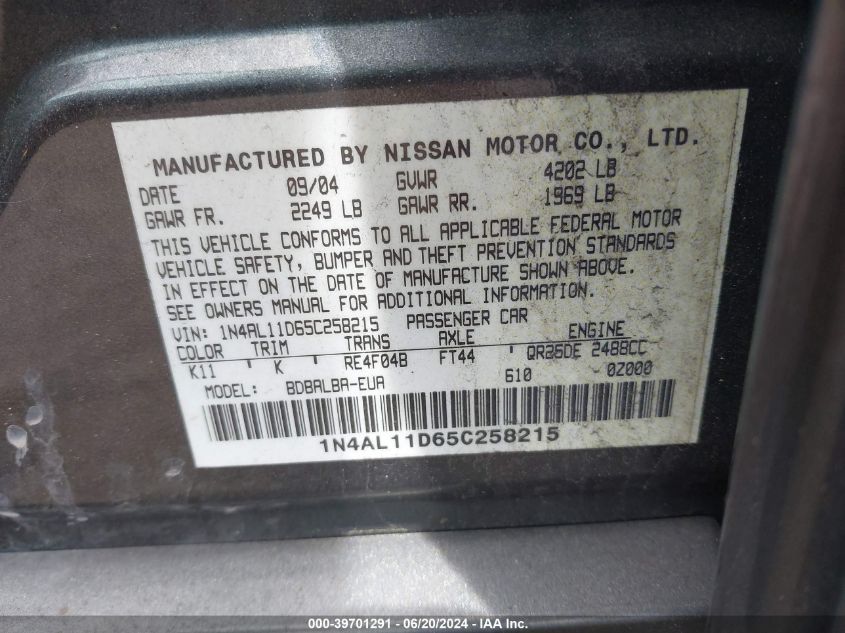 MANUFACTURED BY NISSAN MOTOR CO., LTD.
DATE 09/04 GVWR 4202 LB
GAWR FR. 2249 LB GAWR RR. 1969 LB
THIS VEHICLE CONFORMS TO ALL APPLICABLE FEDERAL MOTOR
VEHICLE SAFETY, BUMPER AND THEFT PREVENTION STANDARDS
IN EFFECT ON THE DATE OF MANUFACTURE SHOWN ABOVE.
SEE OWNERS MANUAL FOR ADDITIONAL INFORMATION.
VIN: 1N4AL11D65C258215 PASSENGER CAR
COLOR TRIM TRANS AXLE ENGINE
K11 K RE4F04B FT44 QR25DE 2488CC
MODEL: BDBALBA-EUA 610 0Z000
1N4AL11D65C258215
000-39701291 - 06/20/2024 - IAAI.com